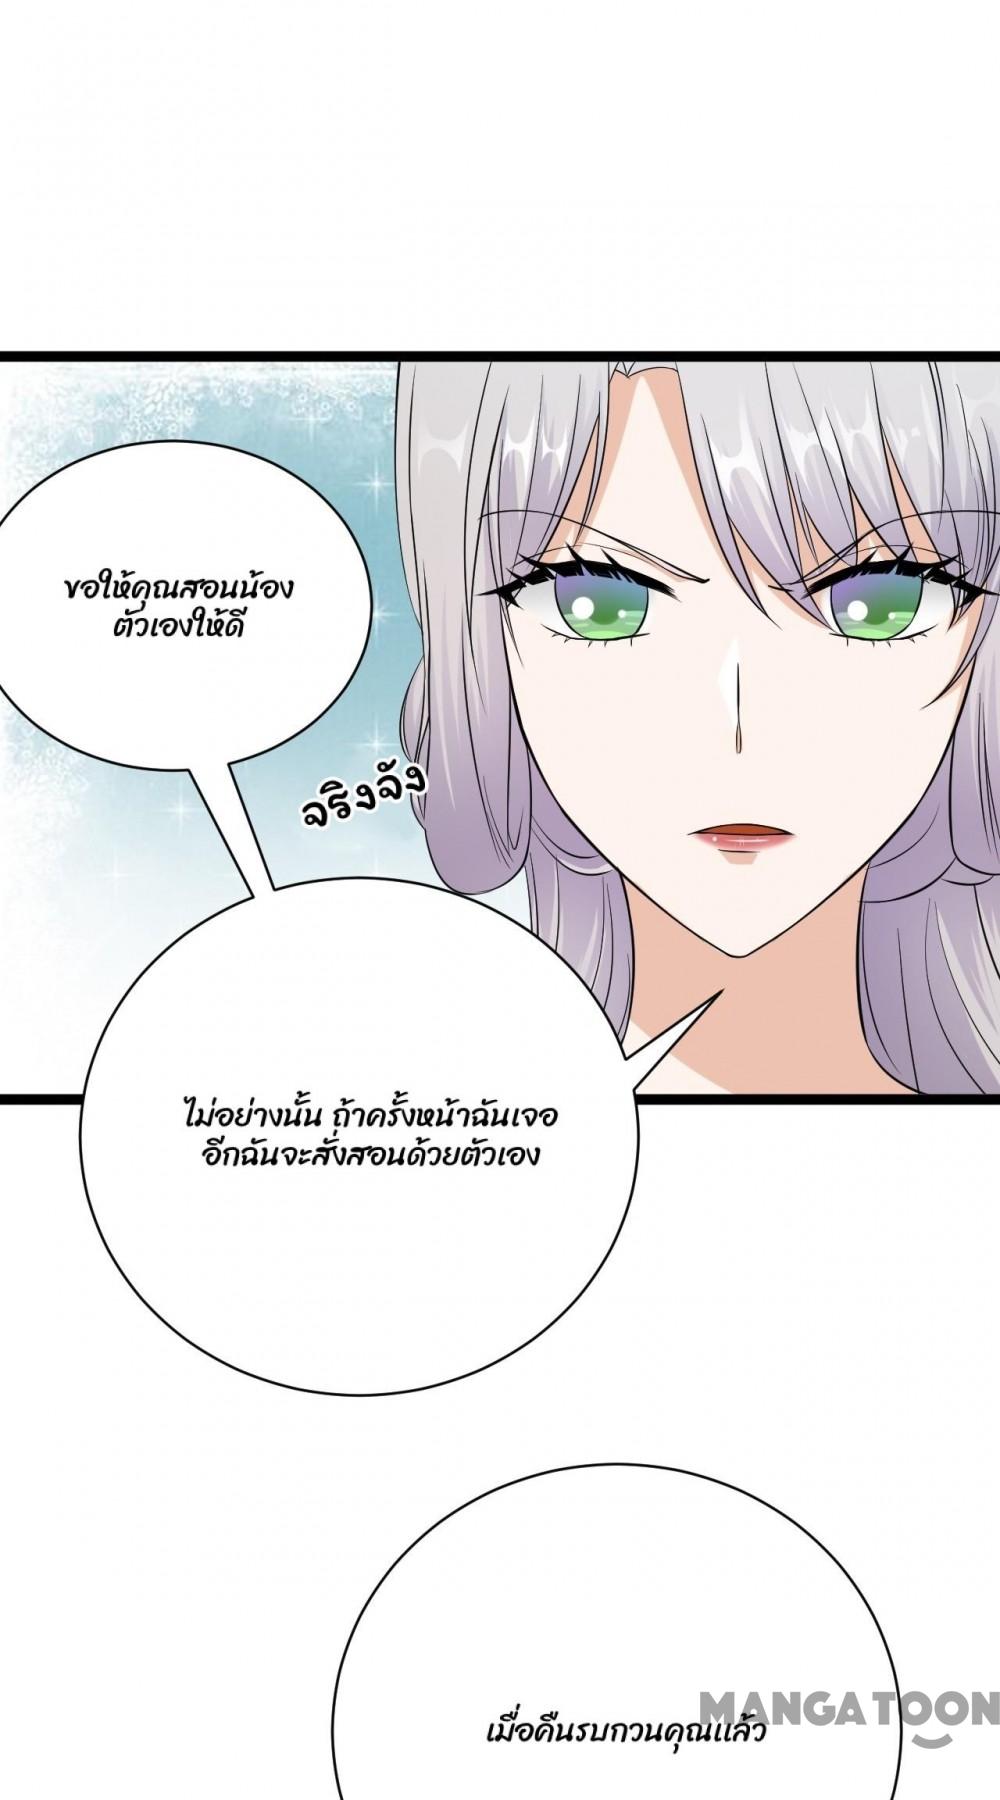 ขอให้คุณสอนน้อง
ตัวเองให้ดี
จริงจัง
ไม่อย่างนั้น ถ้าครั้งหน้าฉันเจอ
อีกฉันจะสั่งสอนด้วยตัวเอง
เมื่อคืนรบกวนคุณแล้ว
MANGATOON